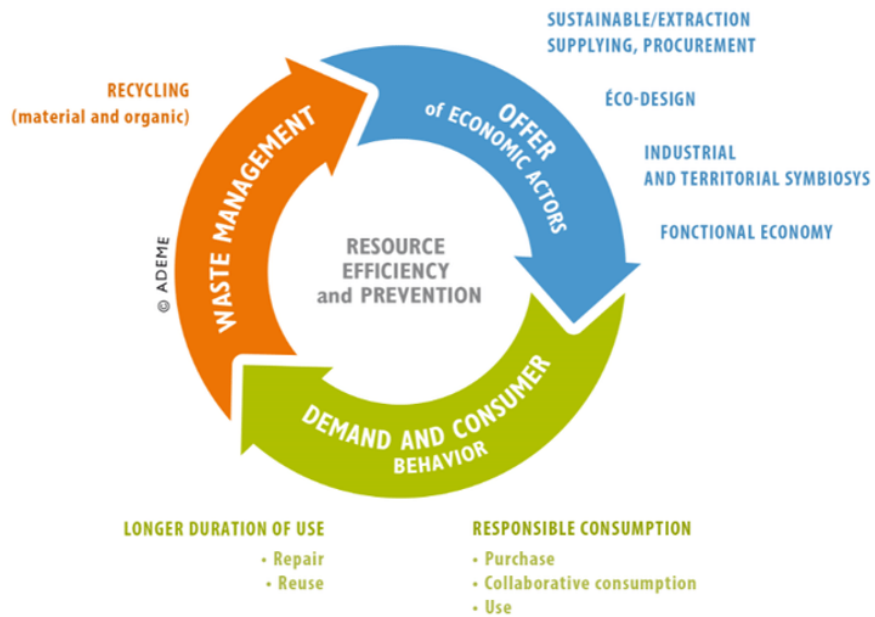 SUSTAINABLE/EXTRACTION
SUPPLYING, PROCUREMENT
ÉCO-DESIGN
INDUSTRIAL
AND TERRITORIAL SYMBIOSYS
FONCTIONAL ECONOMY
RECYCLING
(material and organic)
OFFER
of ECONOMIC ACTORS
WASTE MANAGEMENT
RESOURCE
EFFICIENCY
and PREVENTION
© ADEME
DEMAND AND CONSUMER
BEHAVIOR
LONGER DURATION OF USE
• Repair
• Reuse
RESPONSIBLE CONSUMPTION
• Purchase
• Collaborative consumption
• Use